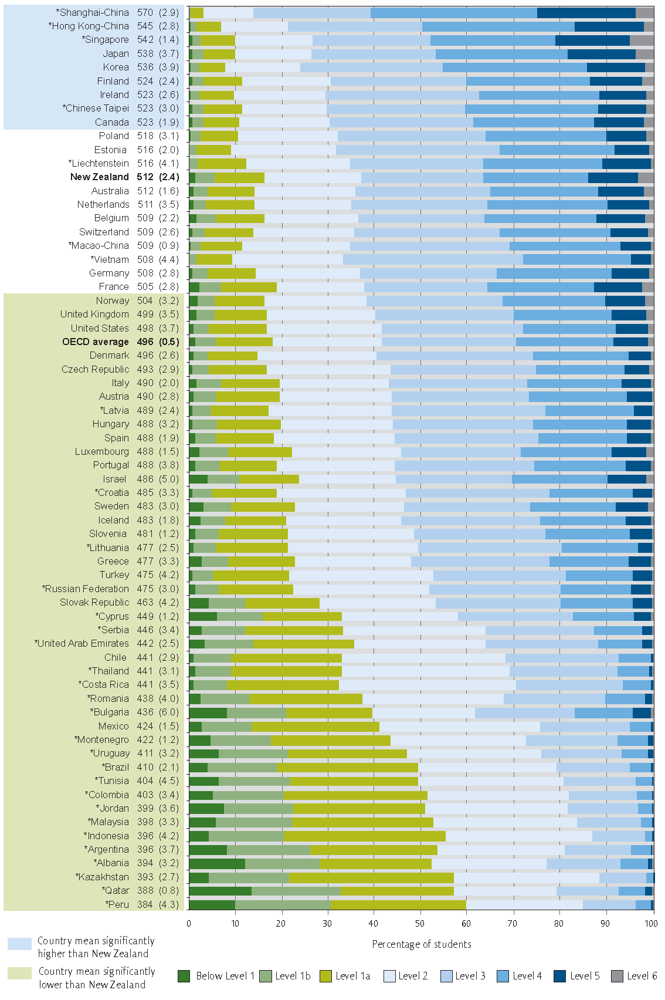 *Shanghai-China 570 (2.9)
*Hong Kong-China 545 (2.8)
*Singapore 542 (1.4)
Japan 538 (3.7)
Korea 536 (3.9)
Finland 524 (2.4)
Ireland 523 (2.6)
*Chinese Taipei 523 (3.0)
Canada 523 (1.9)
Poland 518 (3.1)
Estonia 516 (2.0)
*Liechtenstein 516 (4.1)
New Zealand 512 (2.4)
Australia 512 (1.6)
Netherlands 511 (3.5)
Belgium 509 (2.2)
Switzerland 509 (2.6)
*Macao-China 509 (0.9)
*Vietnam 508 (4.4)
Germany 508 (2.8)
France 505 (2.8)
Norway 504 (3.2)
United Kingdom 499 (3.5)
United States 498 (3.7)
OECD average 496 (0.5)
Denmark 496 (2.6)
Czech Republic 493 (2.9)
Italy 490 (2.0)
Austria 490 (2.8)
*Latvia 489 (2.4)
Hungary 488 (3.2)
Spain 488 (1.9)
Luxembourg 488 (1.5)
Portugal 488 (3.8)
Israel 486 (5.0)
*Croatia 485 (3.3)
Sweden 483 (3.0)
Iceland 483 (1.8)
Slovenia 481 (1.2)
*Lithuania 477 (2.5)
Greece 477 (3.3)
Turkey 475 (4.2)
*Russian Federation 475 (3.0)
Slovak Republic 463 (4.2)
*Cyprus 449 (1.2)
*Serbia 446 (3.4)
*United Arab Emirates 442 (2.5)
Chile 441 (2.9)
*Thailand 441 (3.1)
*Costa Rica 441 (3.5)
*Romania 438 (4.0)
*Bulgaria 436 (6.0)
Mexico 424 (1.5)
*Montenegro 422 (1.2)
*Uruguay 411 (3.2)
*Brazil 410 (2.1)
*Tunisia 404 (4.5)
*Colombia 403 (3.4)
*Jordan 399 (3.6)
*Malaysia 398 (3.3)
*Indonesia 396 (4.2)
*Argentina 396 (3.7)
*Albania 394 (3.2)
*Kazakhstan 393 (2.7)
*Qatar 388 (0.8)
*Peru 384 (4.3)
0 10 20 30 40 50 60 70 80 90 100
Percentage of students
Country mean significantly
higher than New Zealand
Country mean significantly
lower than New Zealand
Below Level 1 Level 1b Level 1a Level 2 Level 3 Level 4 Level 5 Level 6